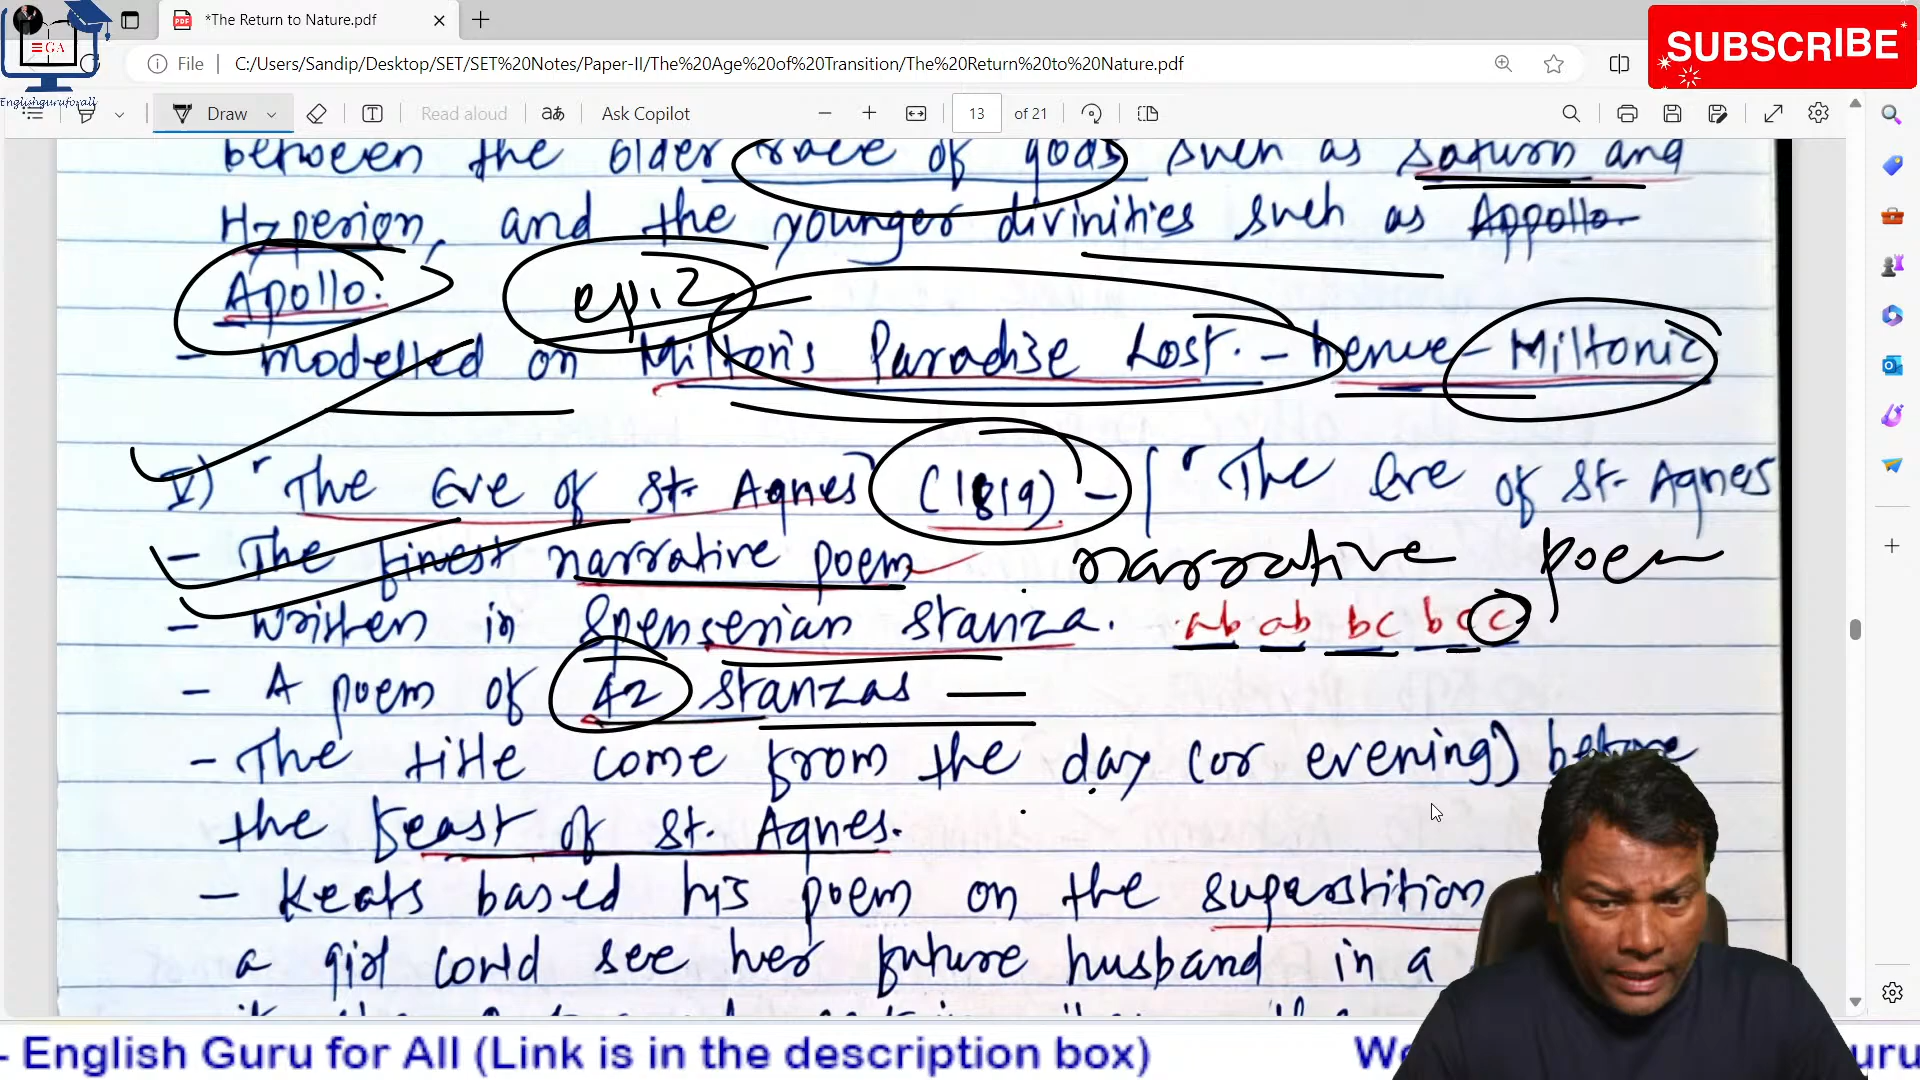 *The Return to Nature.pdf
SUBSCRIBE
GA
Englishguruforall
File
C:/Users/Sandip/Desktop/SET/SET%20Notes/Paper-II/The%20Age%20of%20Transition/The%20Return%20to%20Nature.pdf
Draw
Read aloud
Ask Copilot
13 of 21
between the older race of gods such as Saturn and
Hyperion, and the younger divinities such as Appollo
Apollo.
epic
- modelled on Milton's Paradise Lost. - hence - Miltonic
V) "The Eve of St. Agnes" (1819) - "The Eve of St. Agnes
- The finest narrative poem narrative poem
- written in Spenserian stanza. ab ab bc bc c
- A poem of 42 stanzas
- The title come from the day (or evening) before
the feast of St. Agnes.
- Keats based his poem on the superstition
a girl could see her future husband in a
- English Guru for All (Link is in the description box) We uru